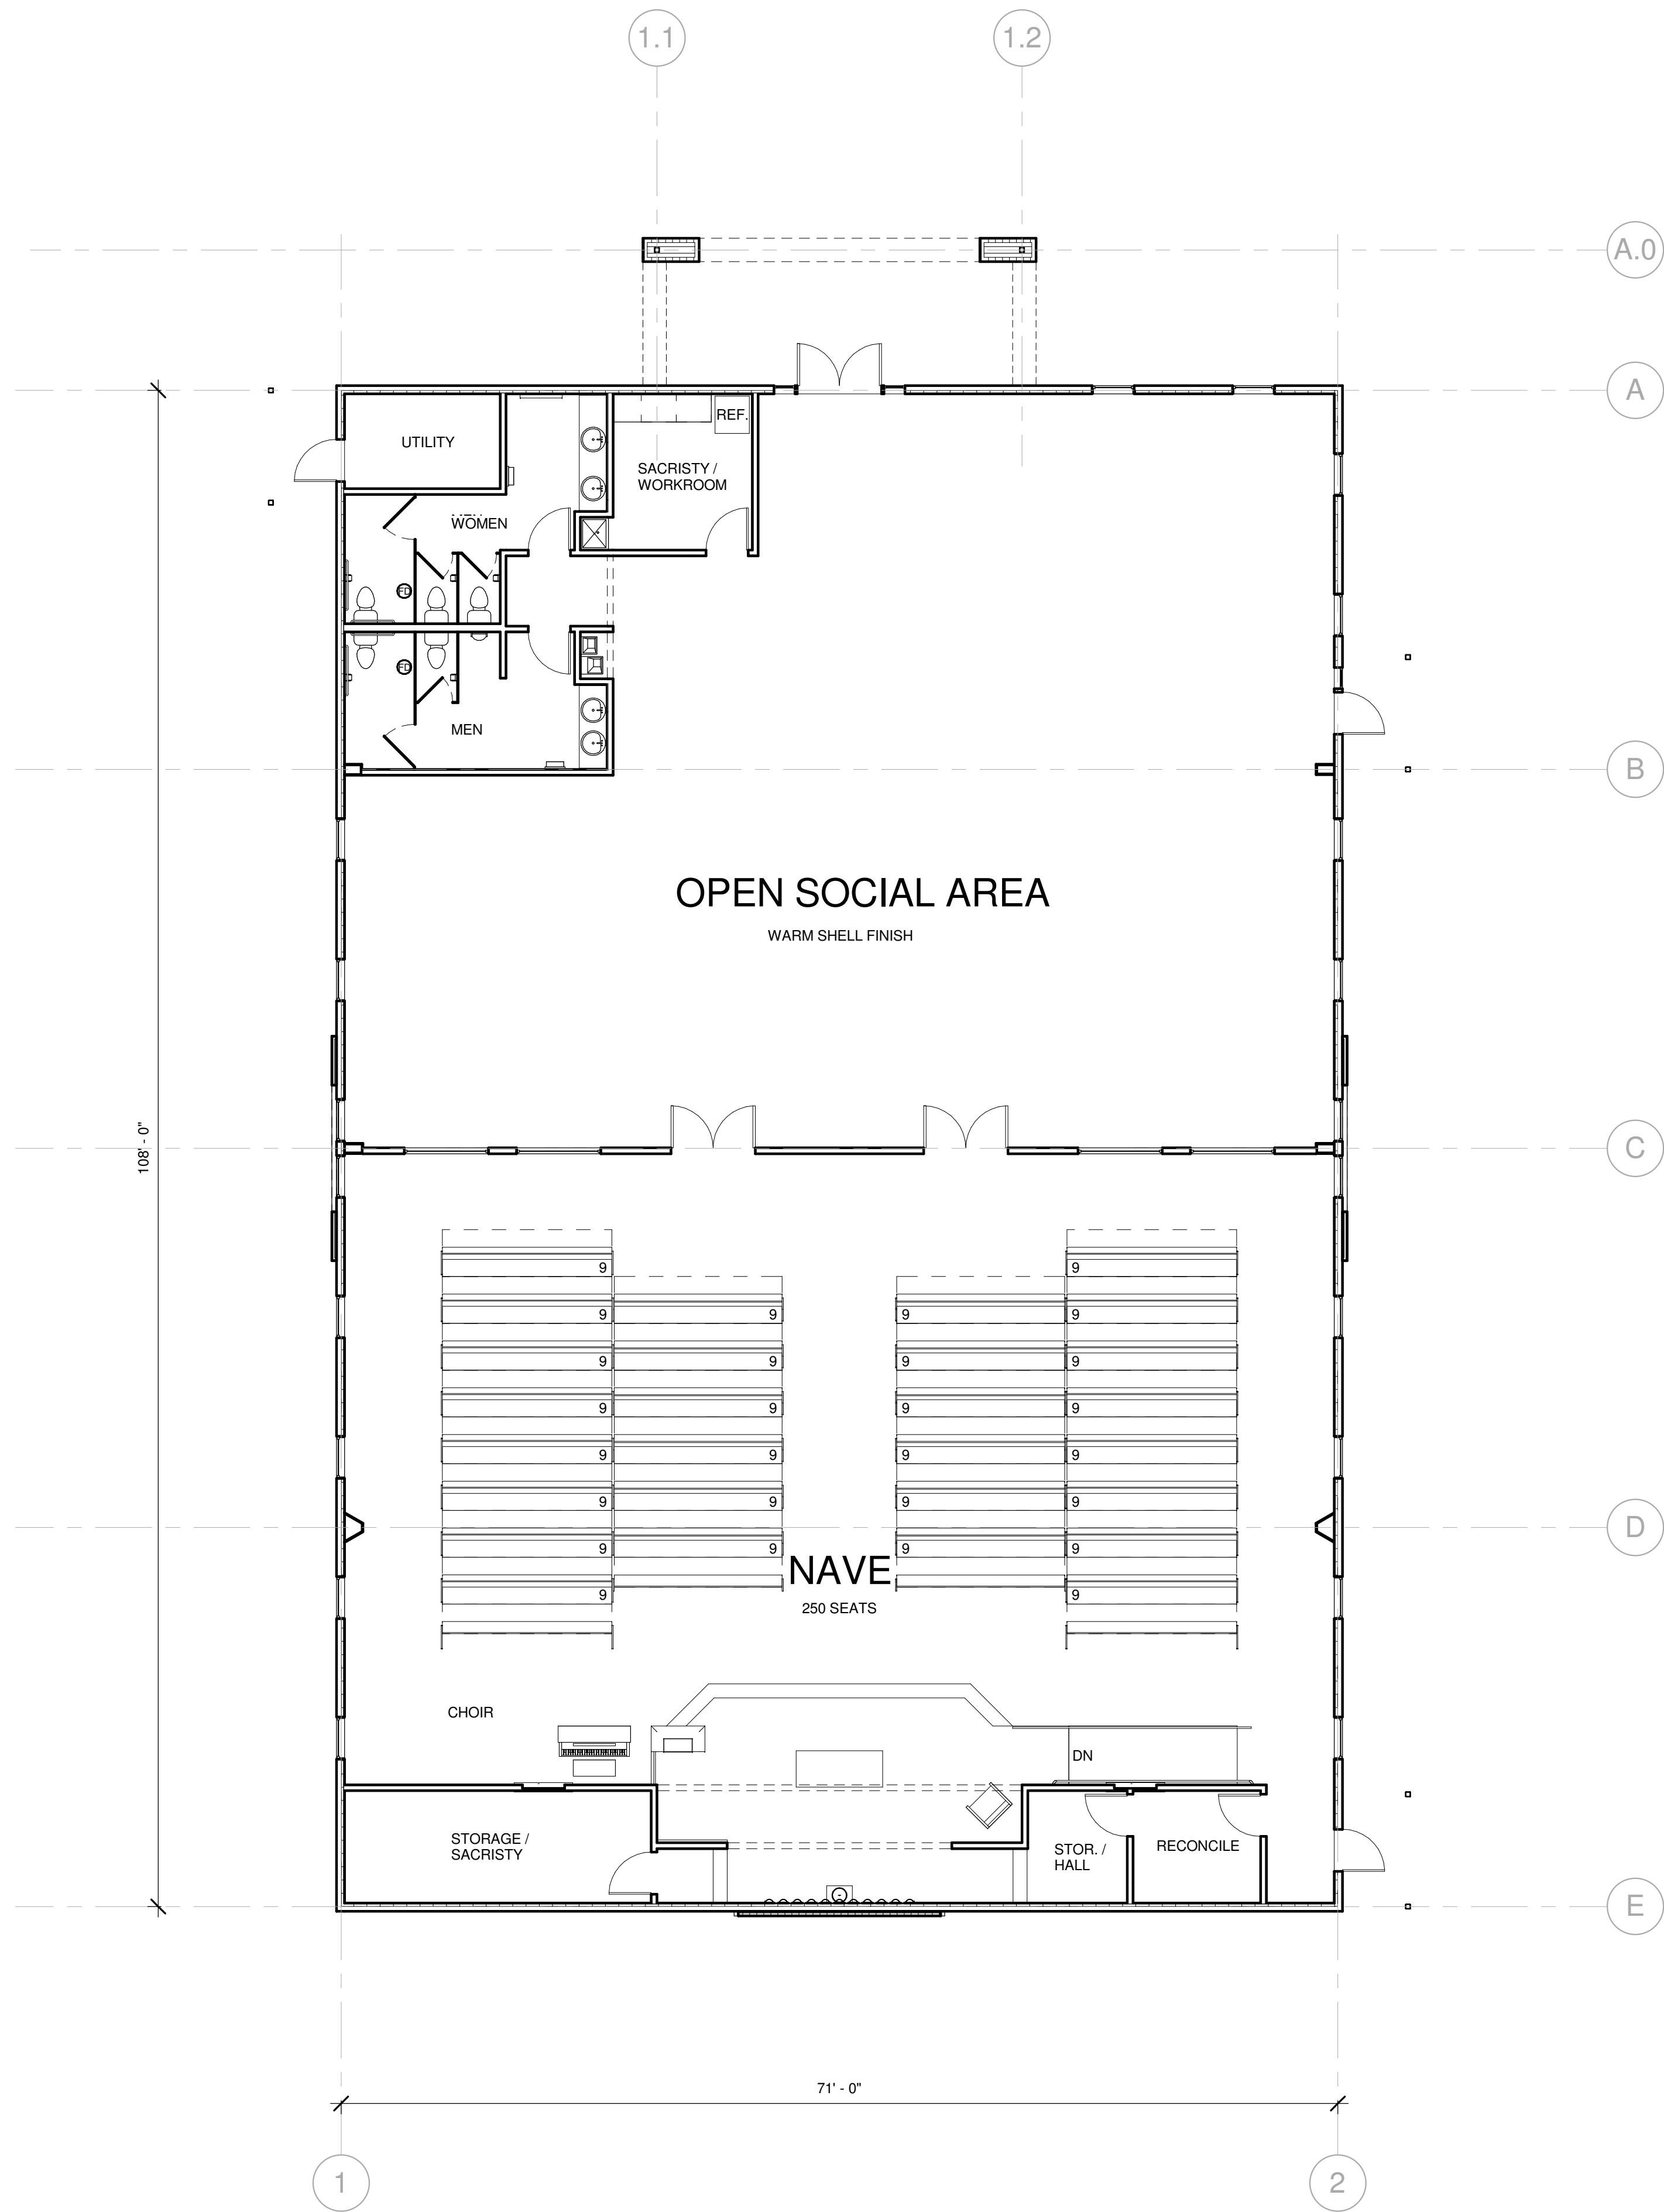 1.1
1.2
A.0
A
REF.
UTILITY
SACRISTY /
WORKROOM
WOMEN
FD
FD
MEN
B
OPEN SOCIAL AREA
WARM SHELL FINISH
108' - 0"
C
9 9
9 9 9 9
9 9 9 9
9 9 9 9
9 9 9 9
9 9 9 9
D
9 9 9 9
NAVE
9 9
250 SEATS
CHOIR
DN
STORAGE /
SACRISTY
STOR. /
HALL
RECONCILE
E
71' - 0"
1
2